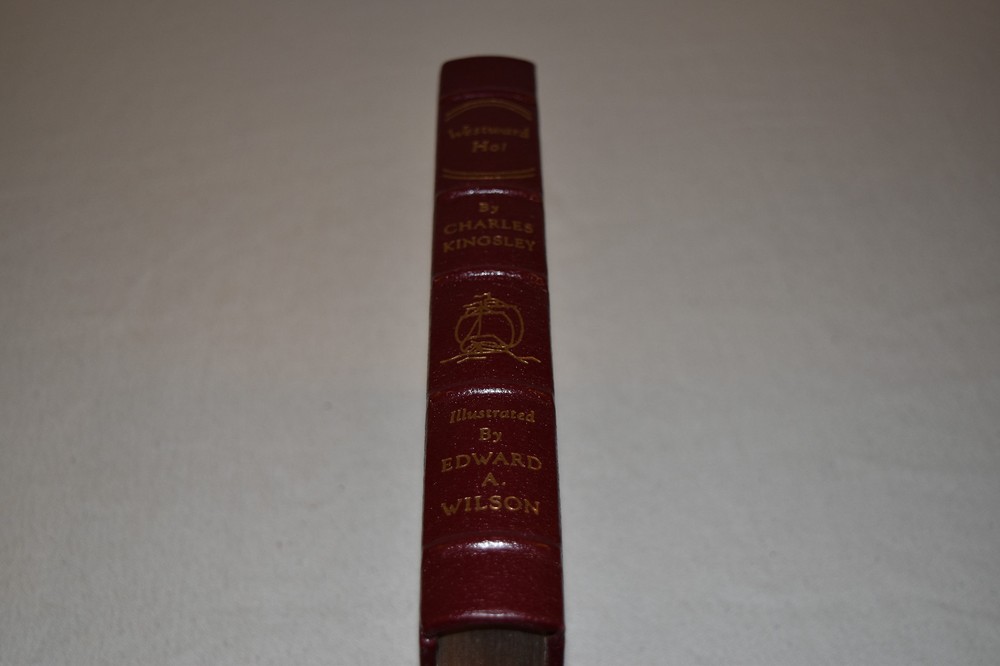 Westward
Ho!
By
CHARLES
KINGSLEY
Illustrated
By
EDWARD
A.
WILSON